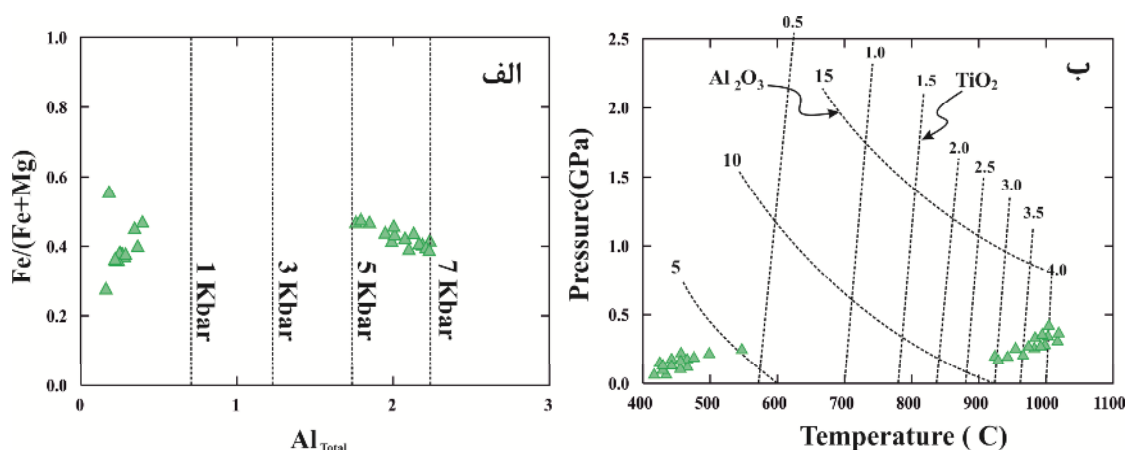 الف
1.0
0.8
0.6
0.4
0.2
0.0
Fe/(Fe+Mg)
1 Kbar
3 Kbar
5 Kbar
7 Kbar
0
1
2
3
Al Total
ب
2.5
2.0
1.5
1.0
0.5
0.0
Pressure(GPa)
0.5
1.0
1.5
2.0
2.5
3.0
3.5
4.0
Al2O3
TiO2
15
10
5
400
500
600
700
800
900
1000
1100
Temperature ( C)